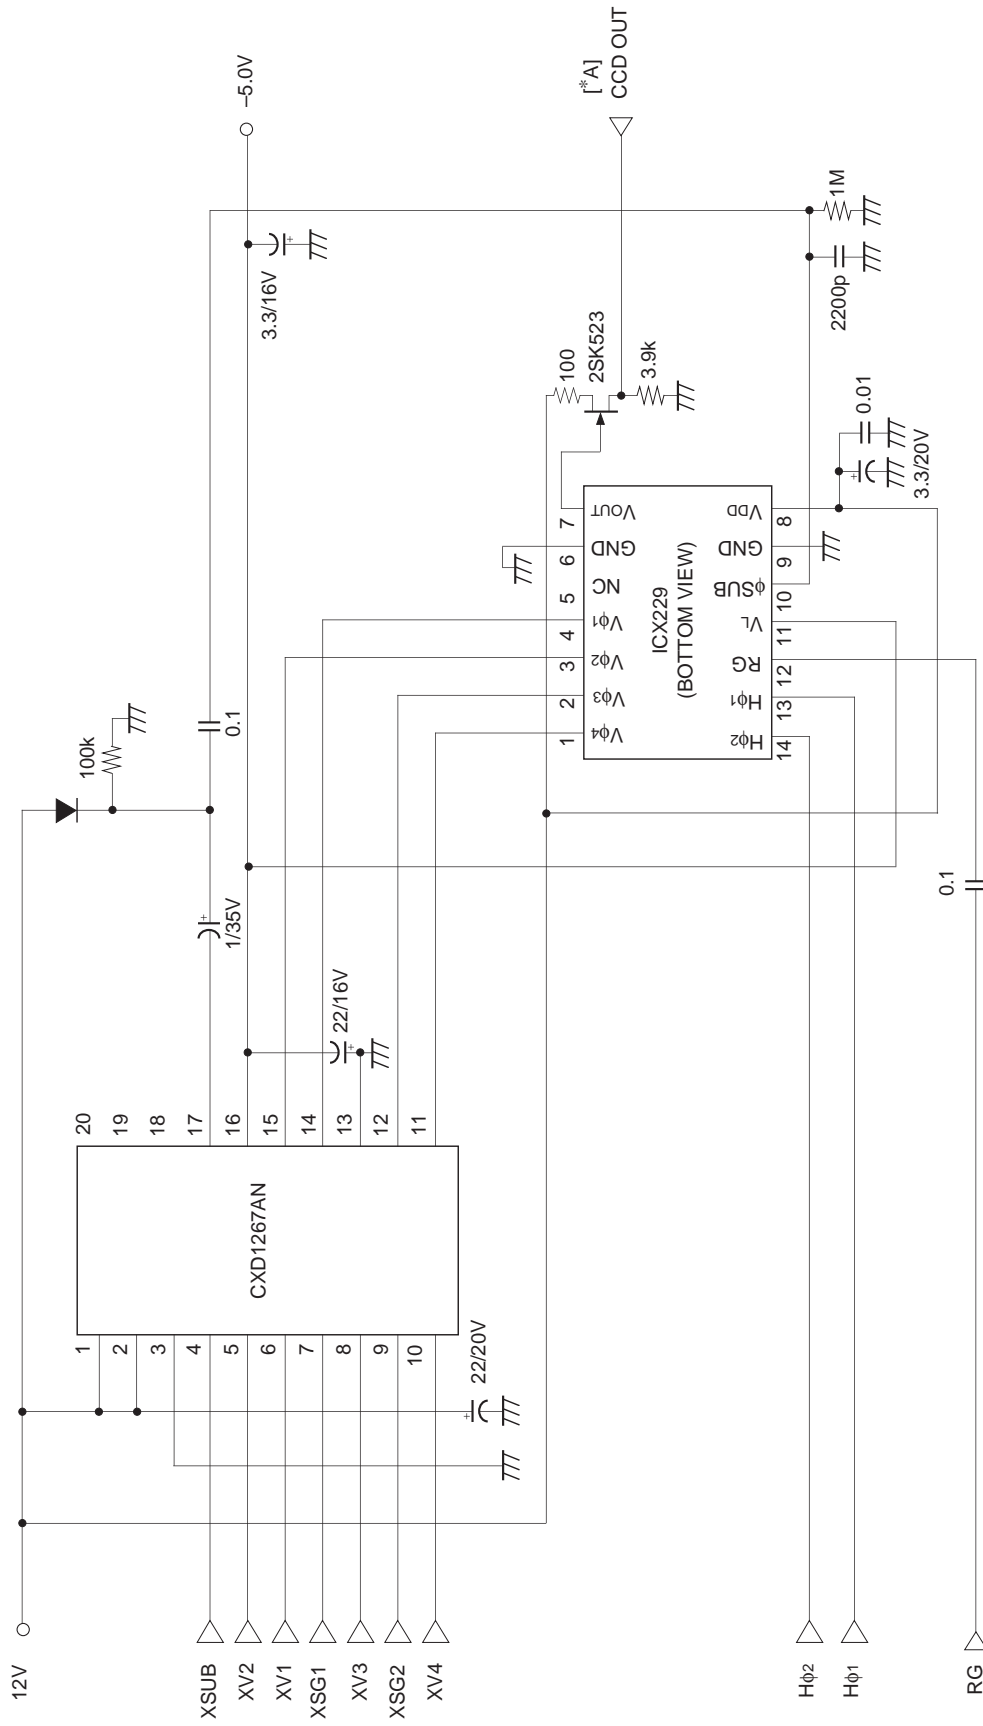 12V
XSUB
XV2
XV1
XSG1
XV3
XSG2
XV4
Hϕ2
Hϕ1
RG
22/20V
1
2
3
4
5
6
7
8
9
10
CXD1267AN
20
19
18
17
16
15
14
13
12
11
22/16V
+
1/35V
+
100k
0.1
–5.0V
3.3/16V
+
[*A]
CCD OUT
100
2SK523
3.9k
1
2
3
4
5
6
7
Vϕ4
Vϕ3
Vϕ2
Vϕ1
NC
GND
VOUT
ICX229
(BOTTOM VIEW)
Hϕ2
Hϕ1
RG
VL
ϕSUB
GND
VDD
14
13
12
11
10
9
8
1M
2200p
0.01
+
3.3/20V
0.1
+